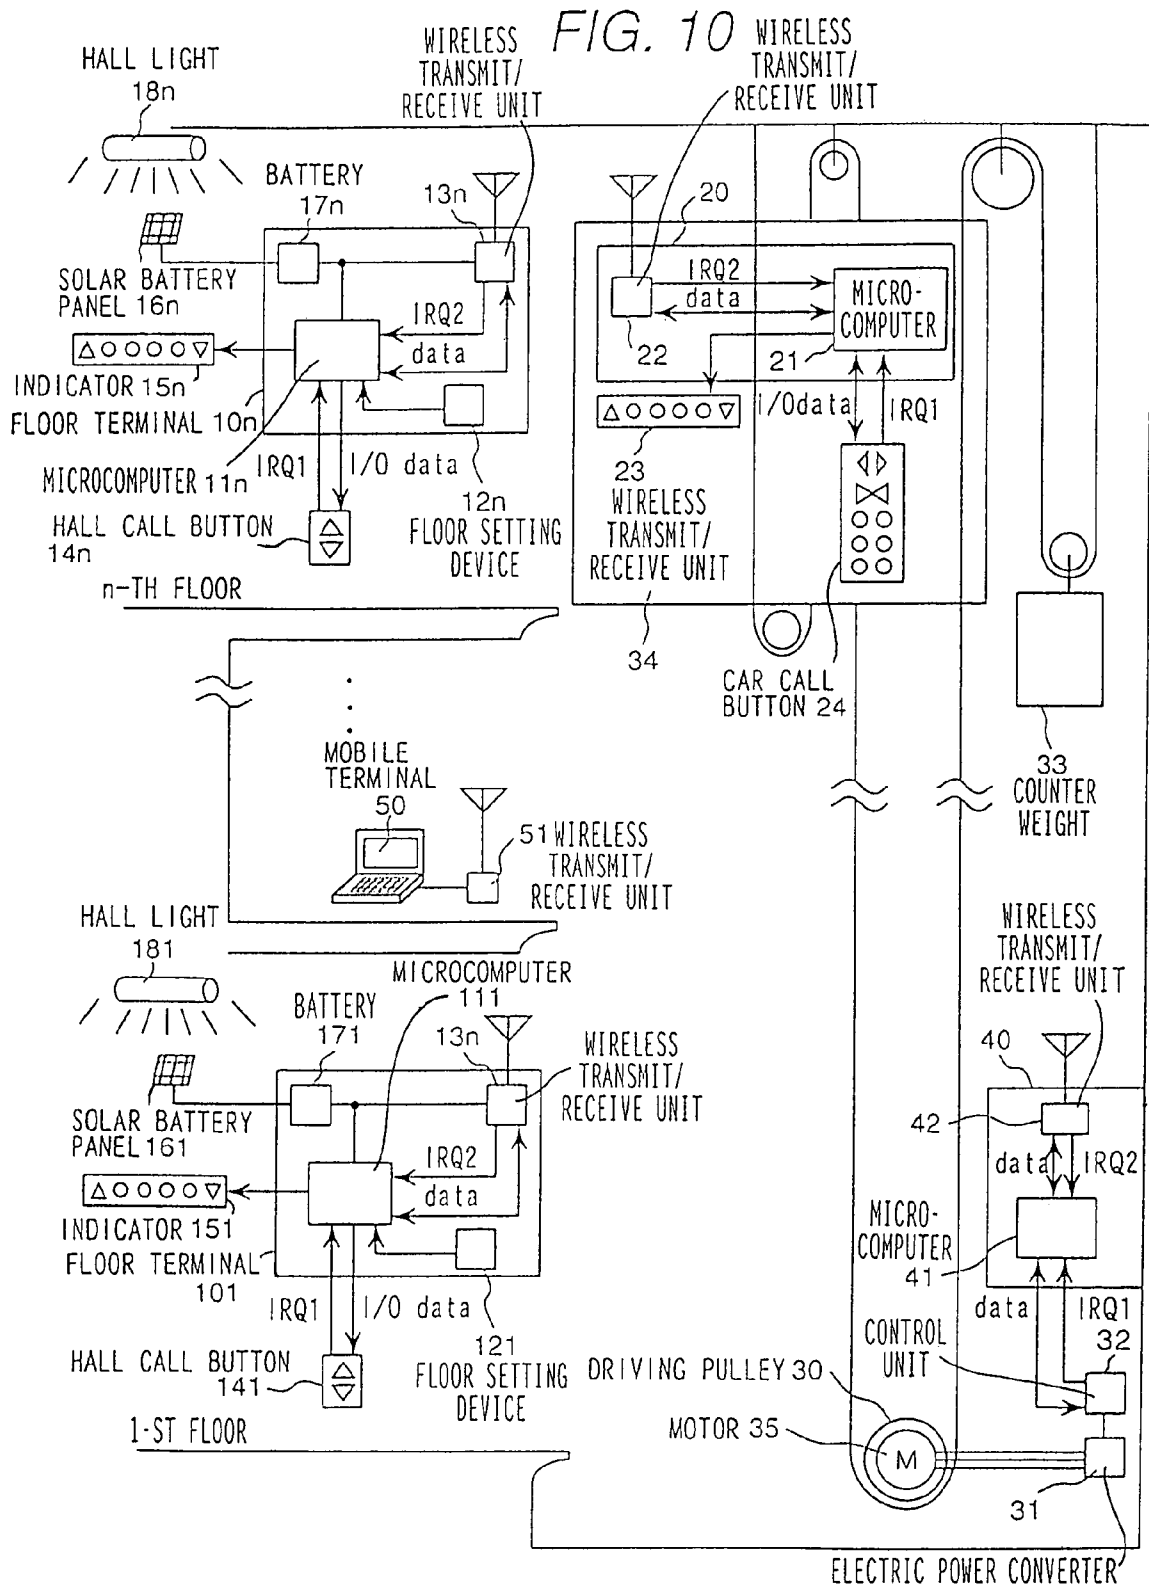 FIG. 10
HALL LIGHT
18n
WIRELESS
TRANSMIT/
RECEIVE UNIT
WIRELESS
TRANSMIT/
RECEIVE UNIT
BATTERY
17n
13n
20
SOLAR BATTERY
PANEL 16n
IRQ2
data
INDICATOR 15n
FLOOR TERMINAL 10n
MICROCOMPUTER 11n
IRQ1
I/O data
HALL CALL BUTTON
14n
12n
FLOOR SETTING
DEVICE
n-TH FLOOR
IRQ2
data
MICRO-
COMPUTER
22
21
I/Odata
IRQ1
23
WIRELESS
TRANSMIT/
RECEIVE UNIT
34
CAR CALL
BUTTON 24
33
COUNTER
WEIGHT
MOBILE
TERMINAL
50
51 WIRELESS
TRANSMIT/
RECEIVE UNIT
HALL LIGHT
181
MICROCOMPUTER
111
BATTERY
171
13n
WIRELESS
TRANSMIT/
RECEIVE UNIT
SOLAR BATTERY
PANEL 161
IRQ2
data
INDICATOR 151
FLOOR TERMINAL
101
IRQ1
I/O data
HALL CALL BUTTON
141
121
FLOOR SETTING
DEVICE
1-ST FLOOR
WIRELESS
TRANSMIT/
RECEIVE UNIT
40
42
data
IRQ2
MICRO-
COMPUTER
41
data
IRQ1
CONTROL
UNIT
32
DRIVING PULLEY 30
MOTOR 35
M
31
ELECTRIC POWER CONVERTER